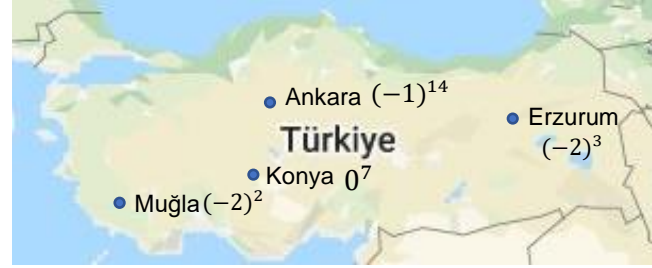 Ankara (−1)¹⁴
Erzurum
(−2)³
Türkiye
Konya 0⁷
Muğla (−2)²